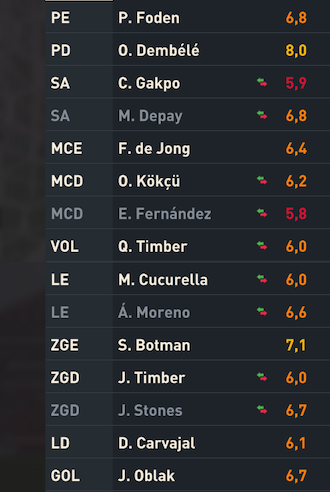 PE P. Foden 6,8
PD O. Dembélé 8,0
SA C. Gakpo 5,9
SA M. Depay 6,8
MCE F. de Jong 6,4
MCD O. Kökçü 6,2
MCD E. Fernández 5,8
VOL Q. Timber 6,0
LE M. Cucurella 6,0
LE Á. Moreno 6,6
ZGE S. Botman 7,1
ZGD J. Timber 6,0
ZGD J. Stones 6,7
LD D. Carvajal 6,1
GOL J. Oblak 6,7